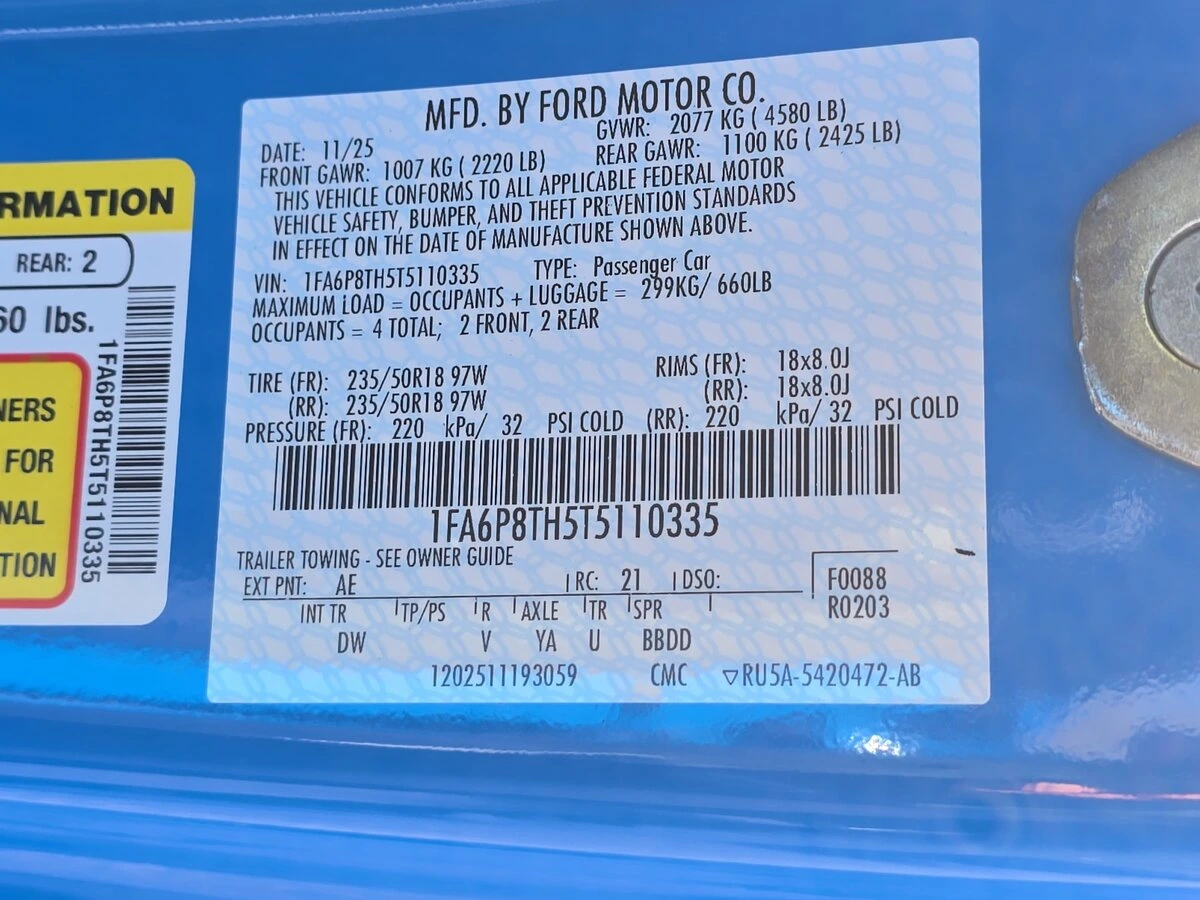 MFD. BY FORD MOTOR CO.
DATE: 11/25 GVWR: 2077 KG ( 4580 LB)
FRONT GAWR: 1007 KG ( 2220 LB) REAR GAWR: 1100 KG ( 2425 LB)
THIS VEHICLE CONFORMS TO ALL APPLICABLE FEDERAL MOTOR
VEHICLE SAFETY, BUMPER, AND THEFT PREVENTION STANDARDS
IN EFFECT ON THE DATE OF MANUFACTURE SHOWN ABOVE.
VIN: 1FA6P8TH5T5110335 TYPE: Passenger Car
MAXIMUM LOAD = OCCUPANTS + LUGGAGE = 299KG/ 660LB
OCCUPANTS = 4 TOTAL; 2 FRONT, 2 REAR
TIRE (FR): 235/50R18 97W RIMS (FR): 18x8.0J
(RR): 235/50R18 97W (RR): 18x8.0J
PRESSURE (FR): 220 kPa/ 32 PSI COLD (RR): 220 kPa/ 32 PSI COLD
1FA6P8TH5T5110335
TRAILER TOWING - SEE OWNER GUIDE
EXT PNT: AE RC: 21 DSO: F0088
INT TR TP/PS R AXLE TR SPR R0203
DW V YA U BBDD
1202511193059 CMC ▽RU5A-5420472-AB
RMATION
REAR: 2
60 lbs.
NERS
FOR
NAL
TION
1FA6P8TH5T5110335